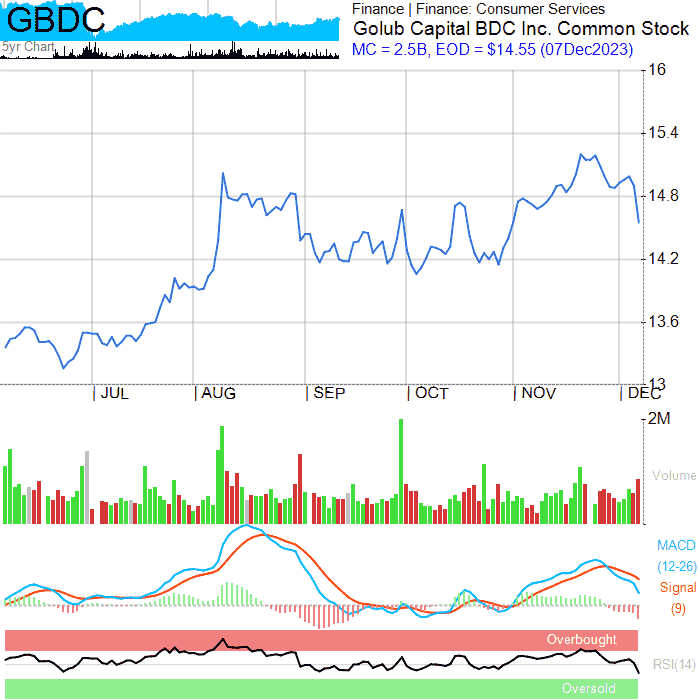 GBDC
5yr Chart
Finance | Finance: Consumer Services
Golub Capital BDC Inc. Common Stock
MC = 2.5B, EOD = $14.55 (07Dec2023)
16
15.4
14.8
14.2
13.6
13
JUL AUG SEP OCT NOV DEC
2M
Volume
MACD
(12-26)
Signal
(9)
Overbought
RSI(14)
Oversold